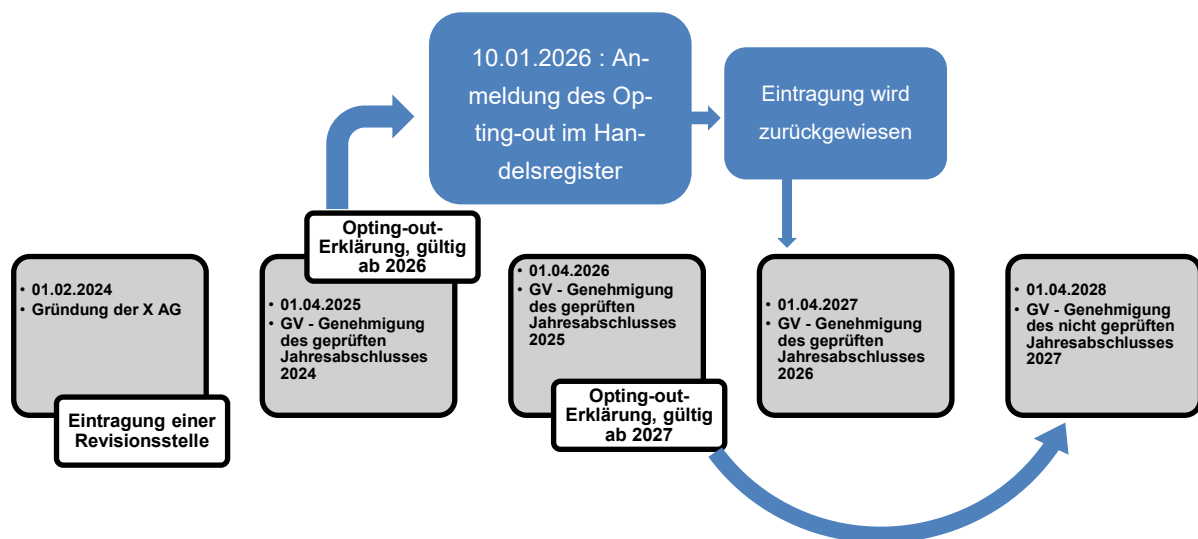 10.01.2026 : An-
meldung des Op-
ting-out im Han-
delsregister
Eintragung wird
zurückgewiesen
• 01.02.2024
• Gründung der X AG
Eintragung einer
Revisionsstelle
Opting-out-
Erklärung, gültig
ab 2026
• 01.04.2025
• GV - Genehmigung
des geprüften
Jahresabschlusses
2024
• 01.04.2026
• GV - Genehmigung
des geprüften
Jahresabschlusses
2025
Opting-out-
Erklärung, gültig
ab 2027
• 01.04.2027
• GV - Genehmigung
des geprüften
Jahresabschlusses
2026
• 01.04.2028
• GV - Genehmigung
des nicht geprüften
Jahresabschlusses
2027